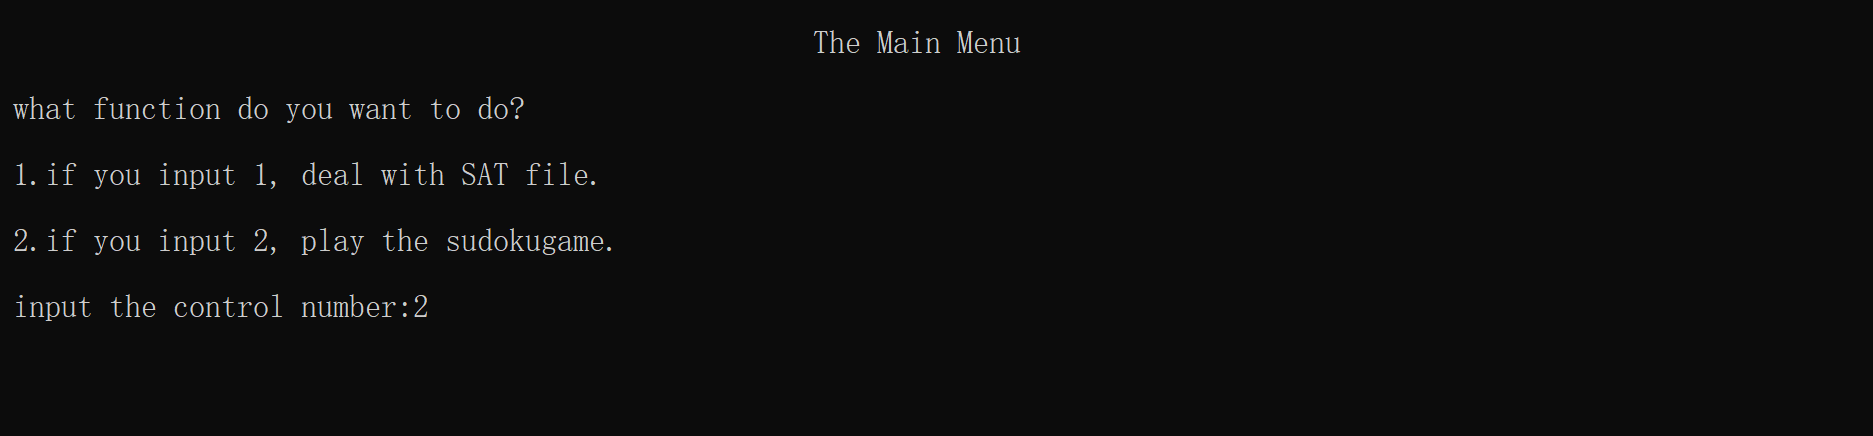 The Main Menu
what function do you want to do?
1.if you input 1, deal with SAT file.
2.if you input 2, play the sudokugame.
input the control number:2